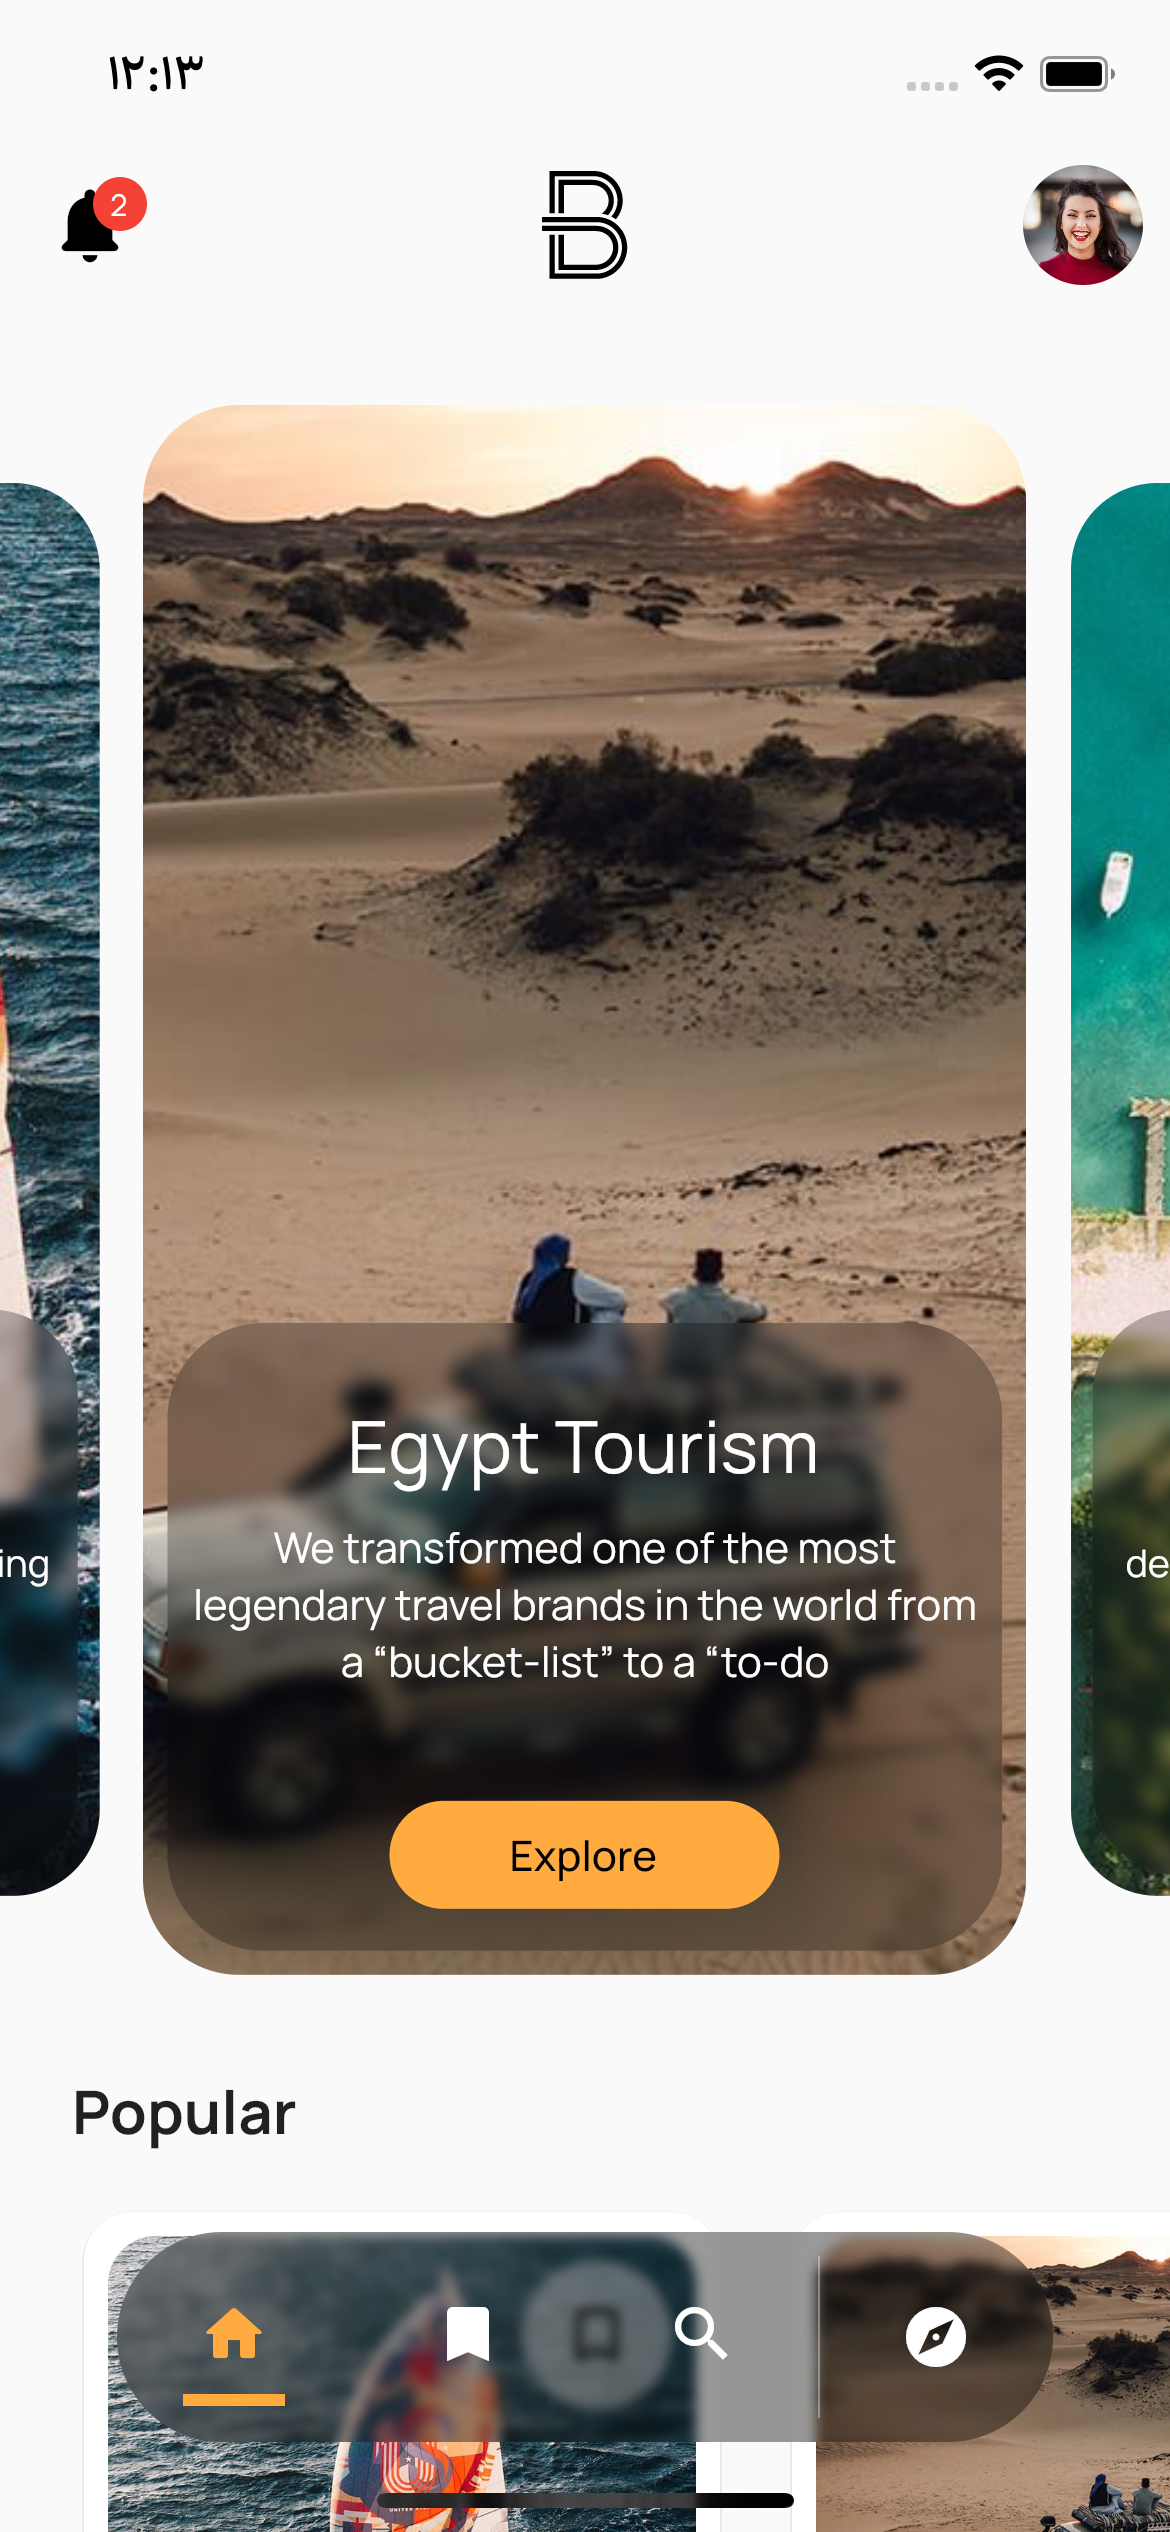 ۱۲:۱۳
2
B
Egypt Tourism
We transformed one of the most
legendary travel brands in the world from
a “bucket-list” to a “to-do
Explore
ing
de
Popular